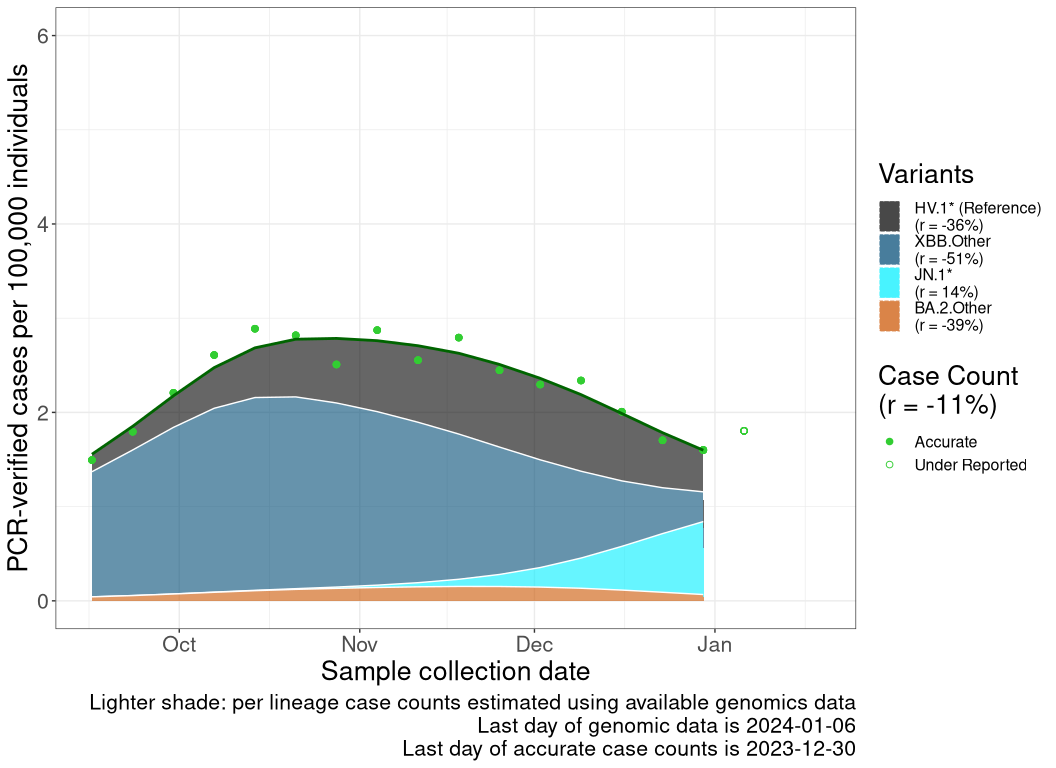 PCR-verified cases per 100,000 individuals
6
4
2
0
Oct
Nov
Dec
Jan
Sample collection date
Lighter shade: per lineage case counts estimated using available genomics data
Last day of genomic data is 2024-01-06
Last day of accurate case counts is 2023-12-30
Variants
HV.1* (Reference)
(r = -36%)
XBB.Other
(r = -51%)
JN.1*
(r = 14%)
BA.2.Other
(r = -39%)
Case Count
(r = -11%)
Accurate
Under Reported